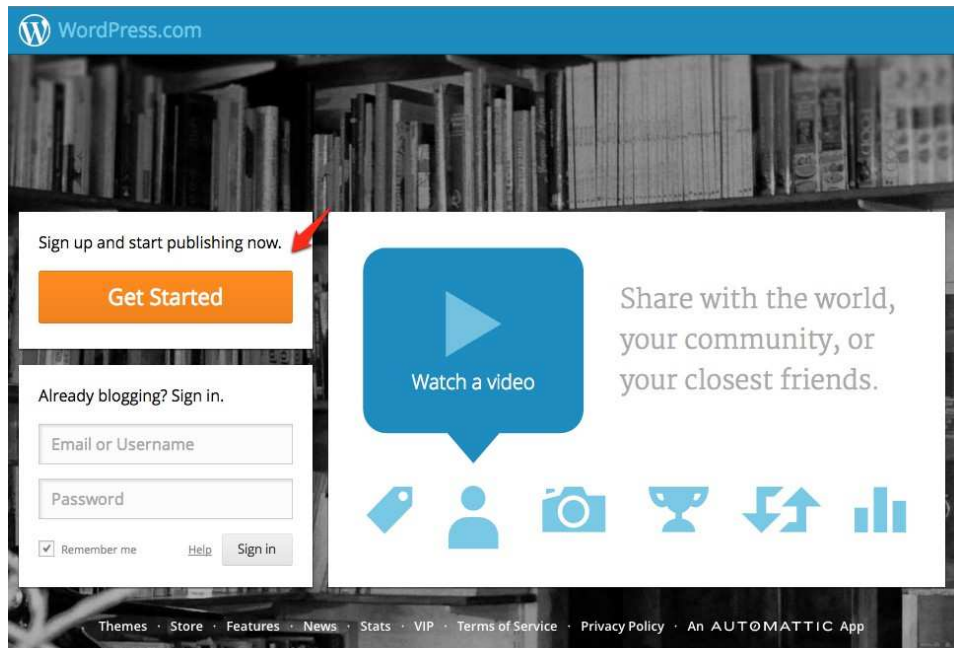 WordPress.com
Sign up and start publishing now.
Get Started
Already blogging? Sign in.
Email or Username
Password
Remember me
Help
Sign in
Watch a video
Share with the world,
your community, or
your closest friends.
Themes · Store · Features · News · Stats · VIP · Terms of Service · Privacy Policy · An AUTOMATTIC App